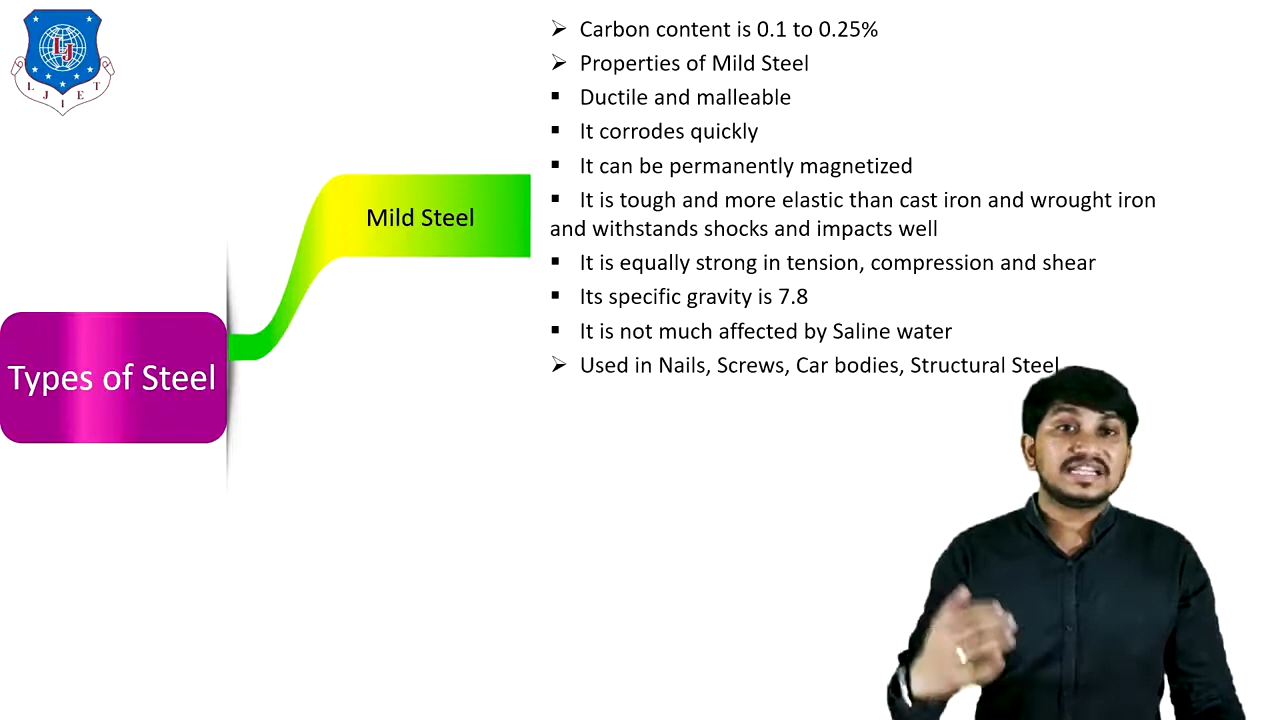 LJ
LJIET
Carbon content is 0.1 to 0.25%
Properties of Mild Steel
Ductile and malleable
It corrodes quickly
It can be permanently magnetized
Mild Steel
It is tough and more elastic than cast iron and wrought iron
and withstands shocks and impacts well
It is equally strong in tension, compression and shear
Its specific gravity is 7.8
It is not much affected by Saline water
Types of Steel
Used in Nails, Screws, Car bodies, Structural Steel